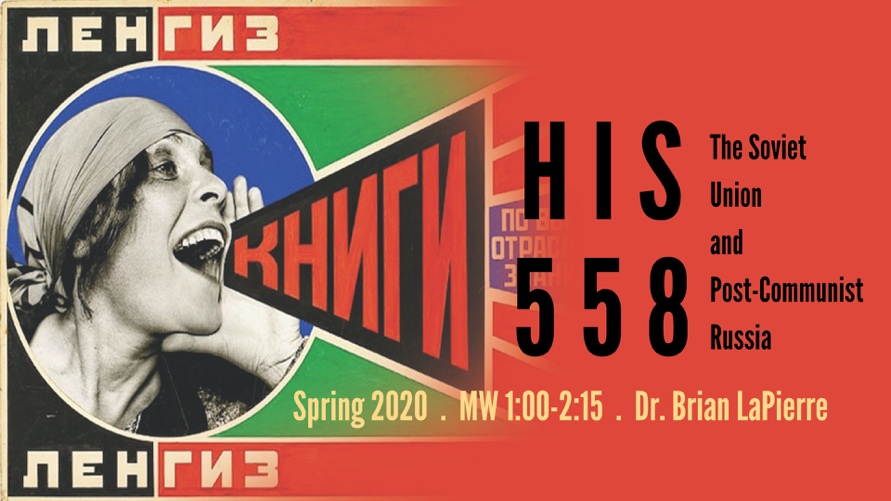 ЛЕНГИЗ
КНИГИ
ПО
HIS
558
The Soviet
Union
and
Post-Communist
Russia
Spring 2020 . MW 1:00-2:15 . Dr. Brian LaPierre
ЛЕНГИЗ